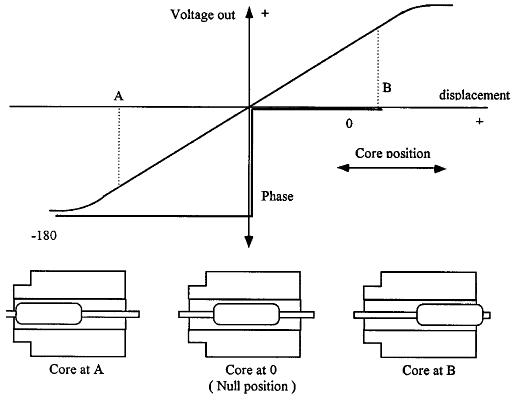 Voltage out
+
A
B
displacement
0
+
Core position
Phase
-180
Core at A
Core at 0
( Null position )
Core at B